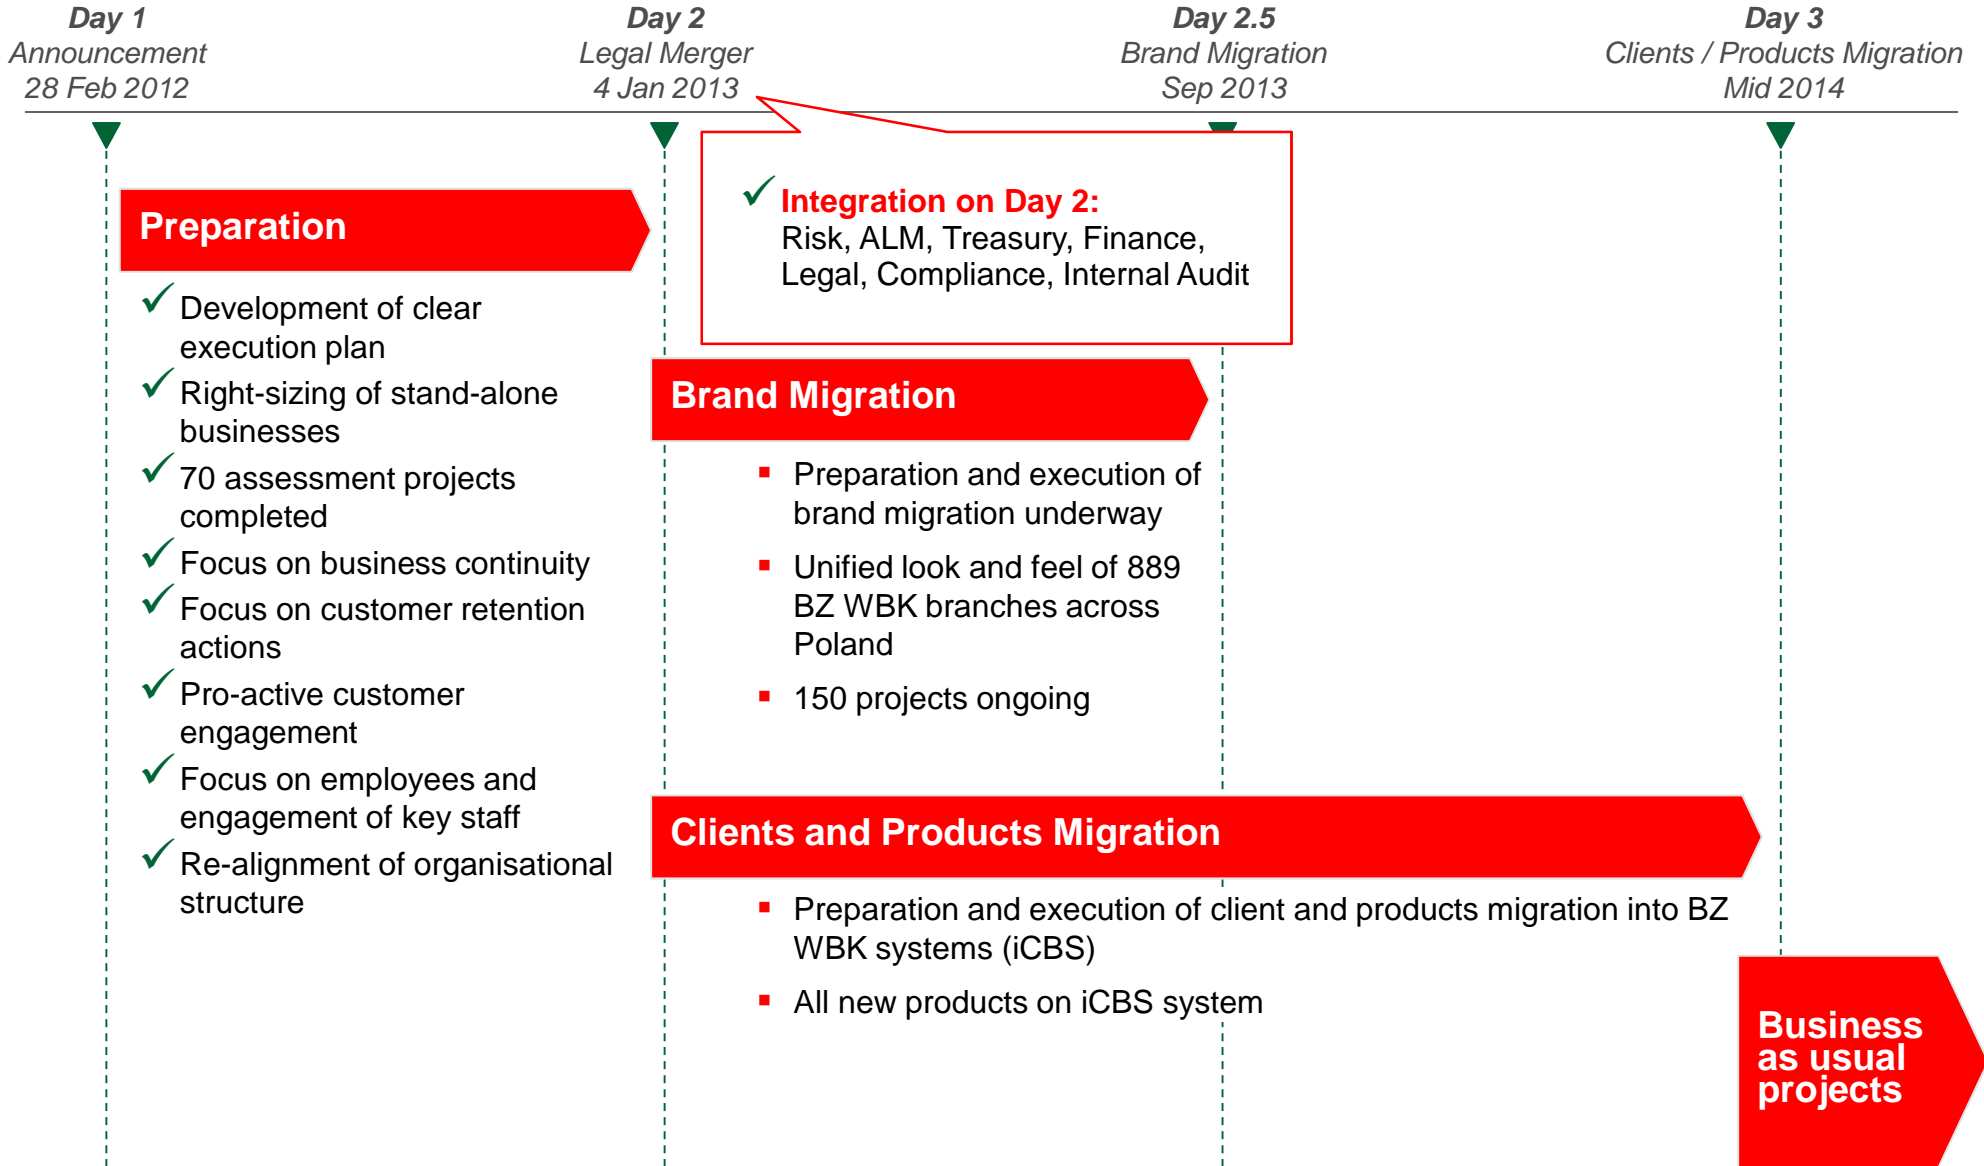 Day 1
Announcement
28 Feb 2012
Day 2
Legal Merger
4 Jan 2013
Day 2.5
Brand Migration
Sep 2013
Day 3
Clients / Products Migration
Mid 2014
Integration on Day 2:
Risk, ALM, Treasury, Finance,
Legal, Compliance, Internal Audit
Preparation
Development of clear
execution plan
Right-sizing of stand-alone
businesses
70 assessment projects
completed
Focus on business continuity
Focus on customer retention
actions
Pro-active customer
engagement
Focus on employees and
engagement of key staff
Re-alignment of organisational
structure
Brand Migration
Preparation and execution of
brand migration underway
Unified look and feel of 889
BZ WBK branches across
Poland
150 projects ongoing
Clients and Products Migration
Preparation and execution of client and products migration into BZ
WBK systems (iCBS)
All new products on iCBS system
Business
as usual
projects